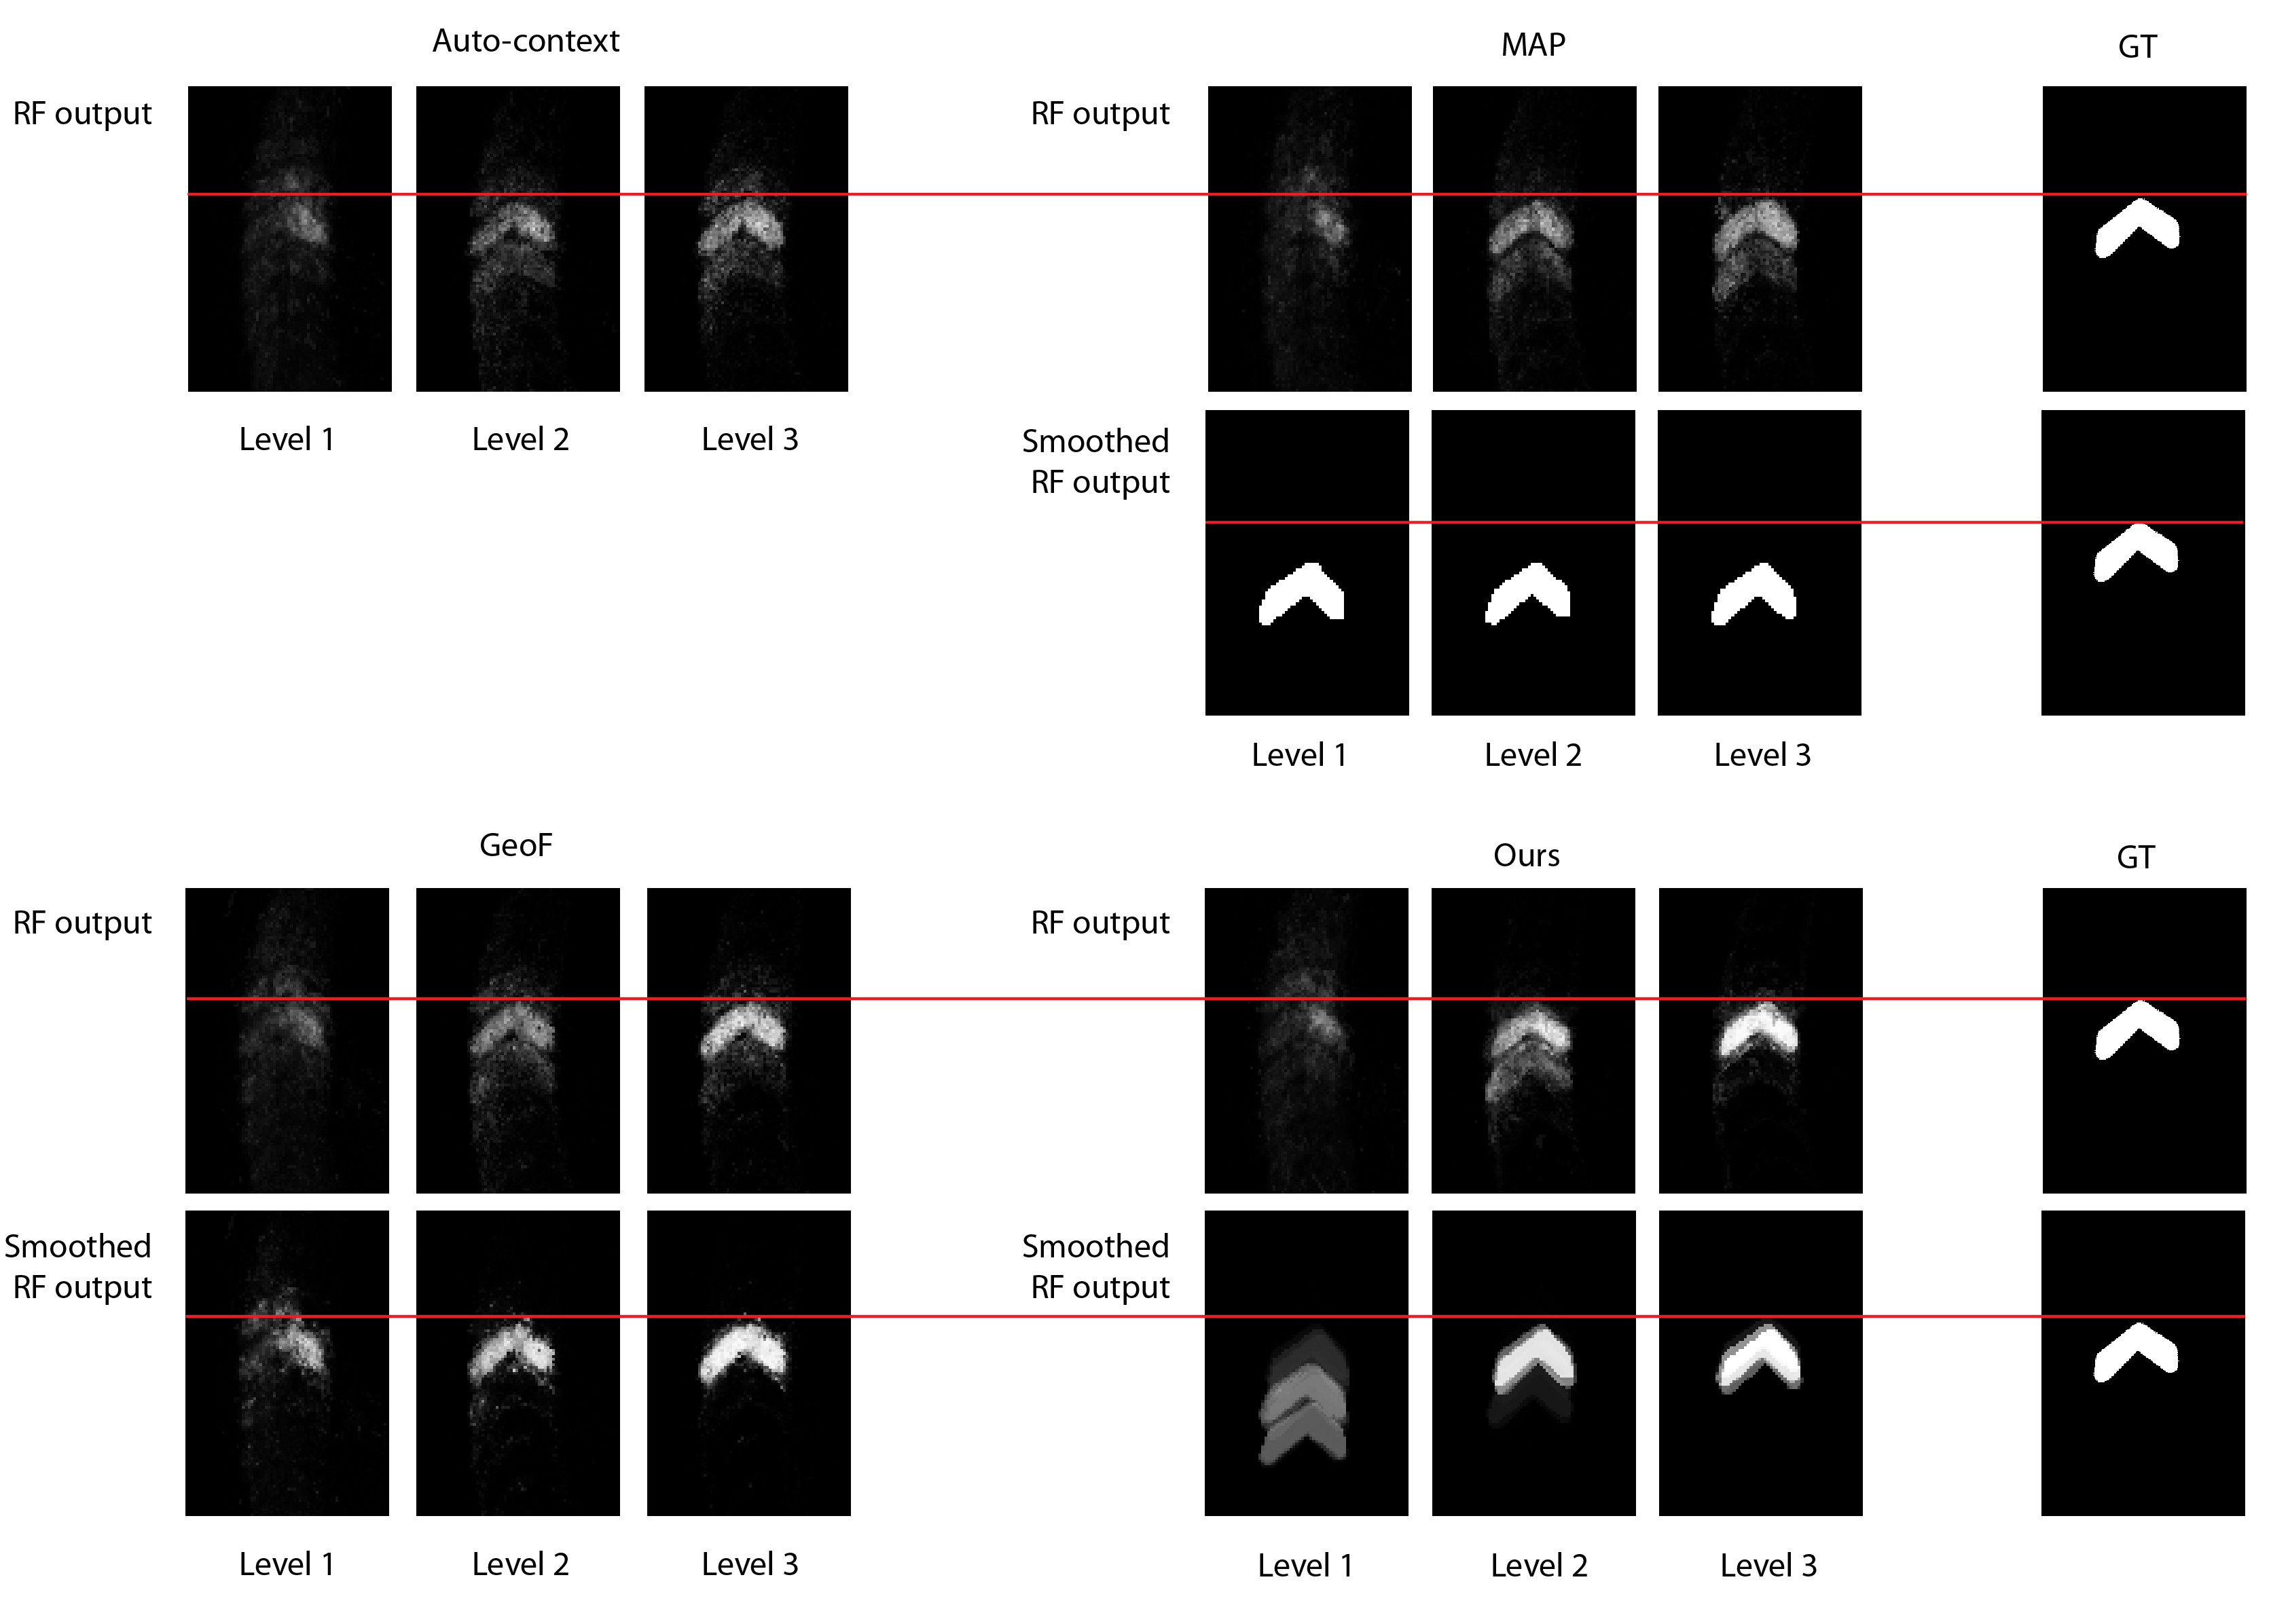 Auto-context
MAP
GT
RF output
RF output
Level 1
Level 2
Level 3
Smoothed
RF output
Level 1
Level 2
Level 3
GeoF
Ours
GT
RF output
RF output
Smoothed
RF output
Smoothed
RF output
Level 1
Level 2
Level 3
Level 1
Level 2
Level 3